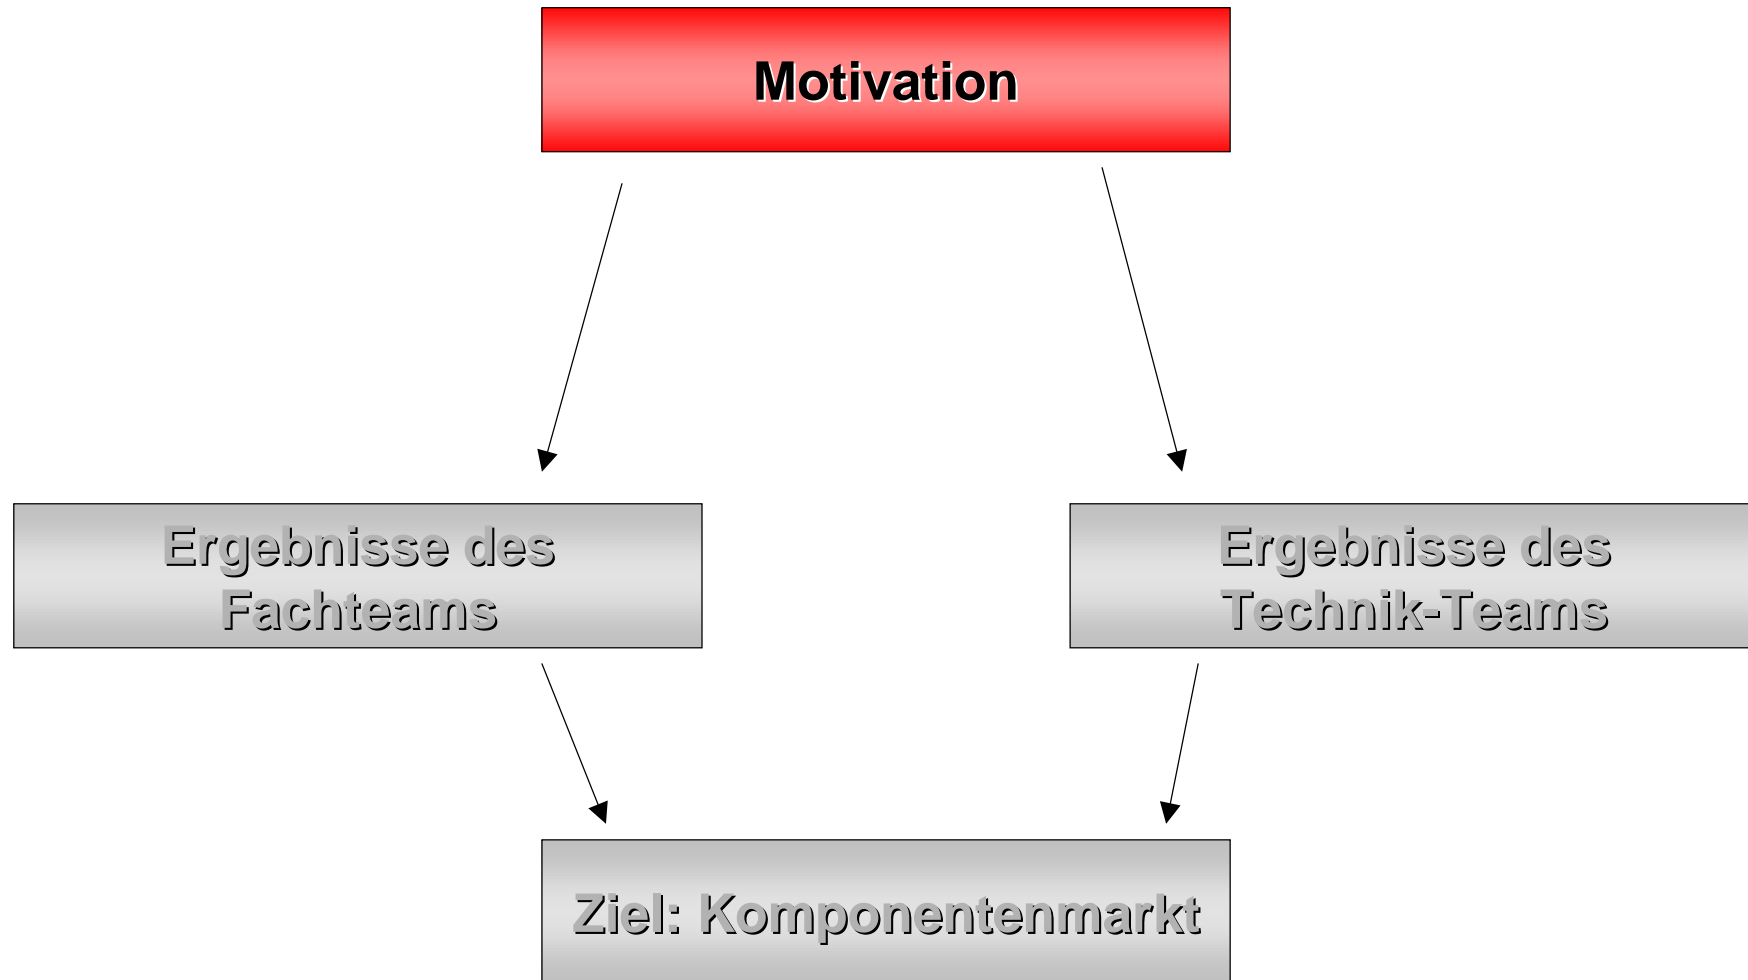 Motivation
Ergebnisse des
Fachteams
Ergebnisse des
Technik-Teams
Ziel: Komponentenmarkt